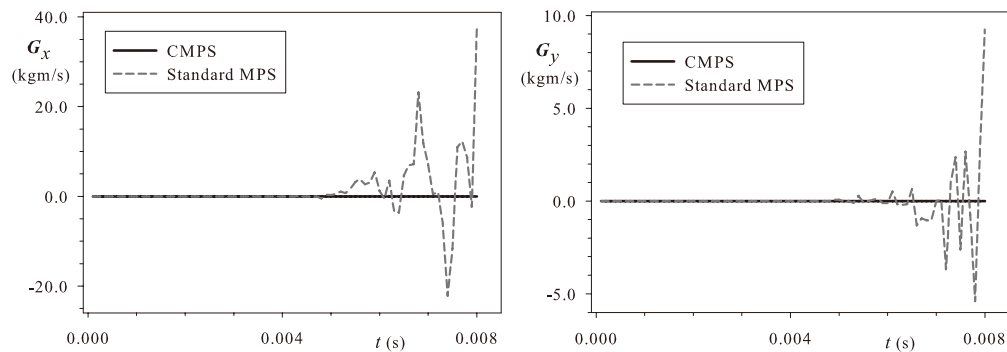 40.0
G_x
(kgm/s)
20.0
0.0
-20.0
CMPS
Standard MPS
0.000
0.004
t (s)
0.008
10.0
G_y
(kgm/s)
5.0
0.0
-5.0
CMPS
Standard MPS
0.000
0.004
t (s)
0.008